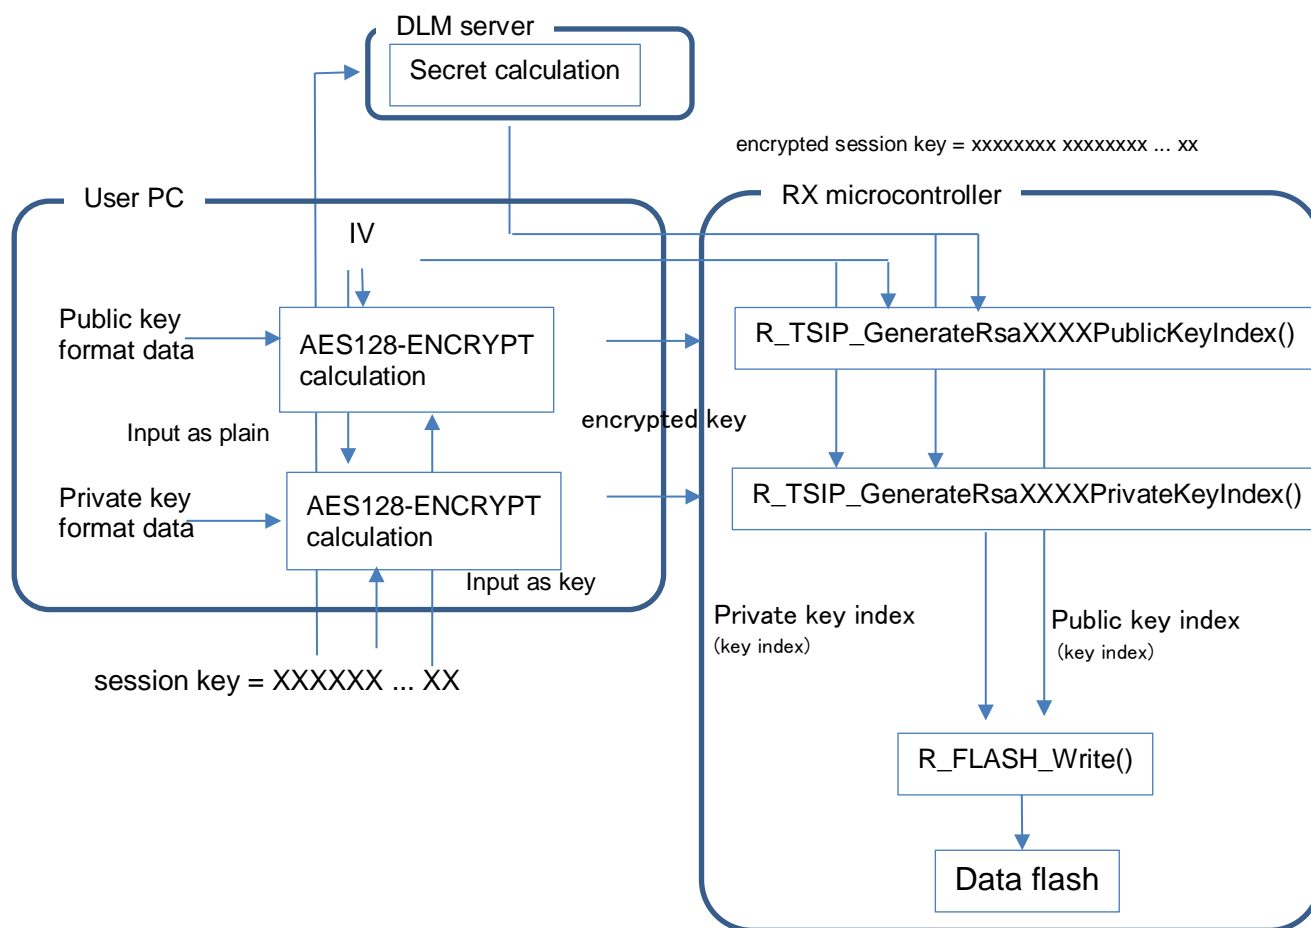 DLM server
Secret calculation
encrypted session key = xxxxxxxx xxxxxxxx ... xx
User PC
RX microcontroller
IV
Public key
format data
AES128-ENCRYPT
calculation
R_TSIP_GenerateRsaXXXXPublicKeyIndex()
Input as plain
encrypted key
Private key
format data
AES128-ENCRYPT
calculation
R_TSIP_GenerateRsaXXXXPrivateKeyIndex()
Input as key
Private key index
(key index)
Public key index
(key index)
session key = XXXXXX ... XX
R_FLASH_Write()
Data flash